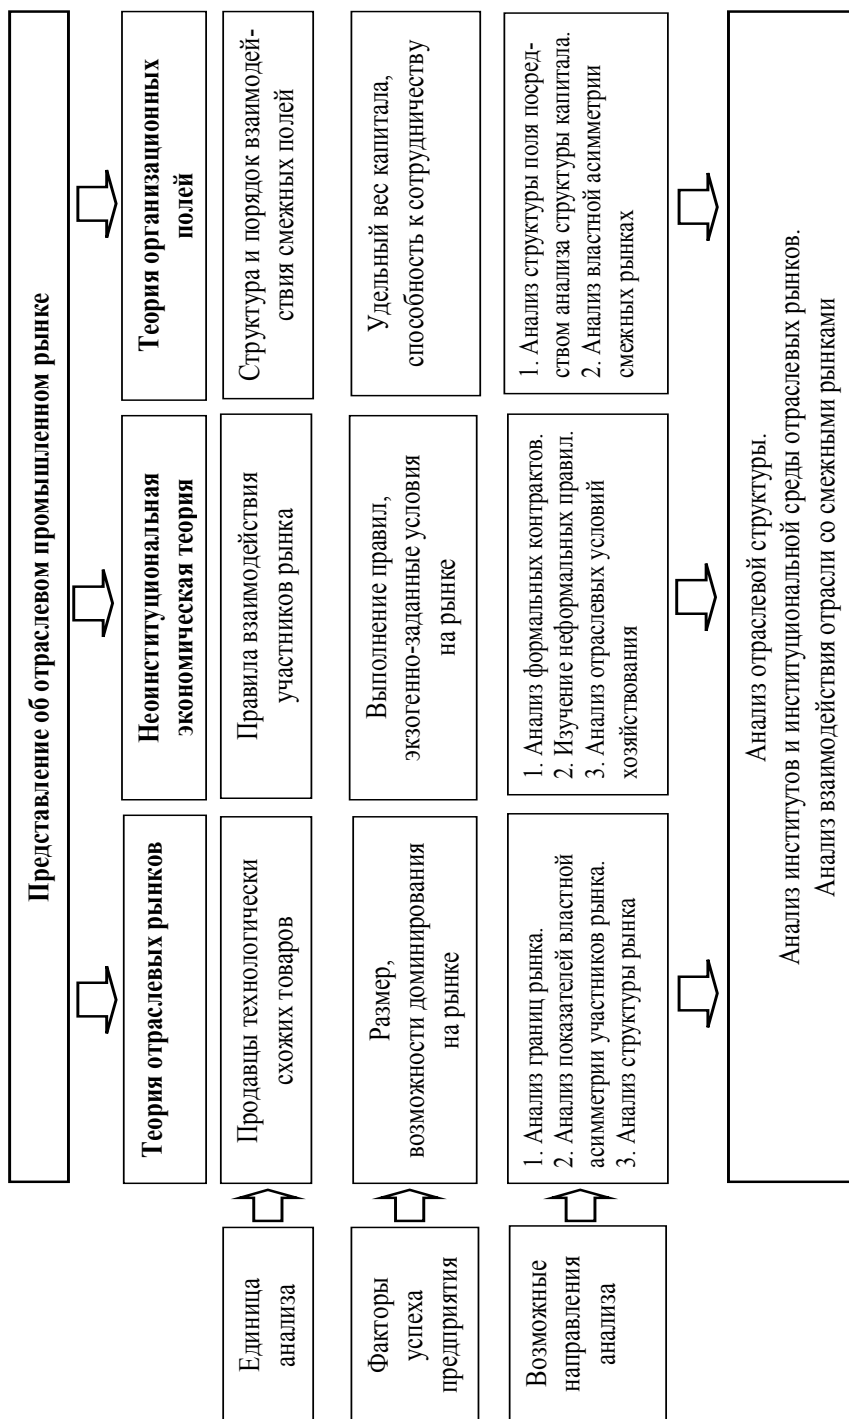 Представление об отраслевом промышленном рынке
Теория отраслевых рынков
Неоинституциональная
экономическая теория
Теория организационных
полей
Единица
анализа
Продавцы технологически
схожих товаров
Правила взаимодействия
участников рынка
Структура и порядок взаимодей-
ствия смежных полей
Факторы
успеха
предприятия
Размер,
возможности доминирования
на рынке
Выполнение правил,
экзогенно-заданные условия
на рынке
Удельный вес капитала,
способность к сотрудничеству
Возможные
направления
анализа
1. Анализ границ рынка.
2. Анализ показателей властной
асимметрии участников рынка.
3. Анализ структуры рынка
1. Анализ формальных контрактов.
2. Изучение неформальных правил.
3. Анализ отраслевых условий
хозяйствования
1. Анализ структуры поля посред-
ством анализа структуры капитала.
2. Анализ властной асимметрии
смежных рынках
Анализ отраслевой структуры.
Анализ институтов и институциональной среды отраслевых рынков.
Анализ взаимодействия отрасли со смежными рынками